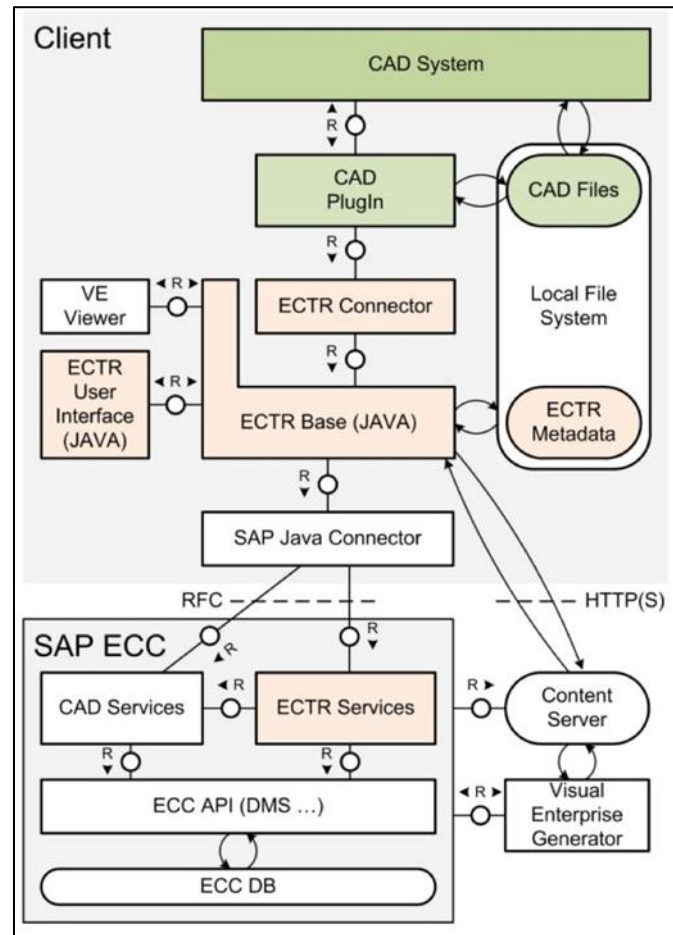 Client
CAD System
R
CAD
PlugIn
CAD Files
R
VE
Viewer
R
ECTR Connector
Local File
System
ECTR
User
Interface
(JAVA)
R
R
ECTR Base (JAVA)
ECTR
Metadata
R
SAP Java Connector
RFC
HTTP(S)
SAP ECC
R
R
CAD Services
R
ECTR Services
R
Content
Server
R
R
ECC API (DMS ...)
R
Visual
Enterprise
Generator
ECC DB